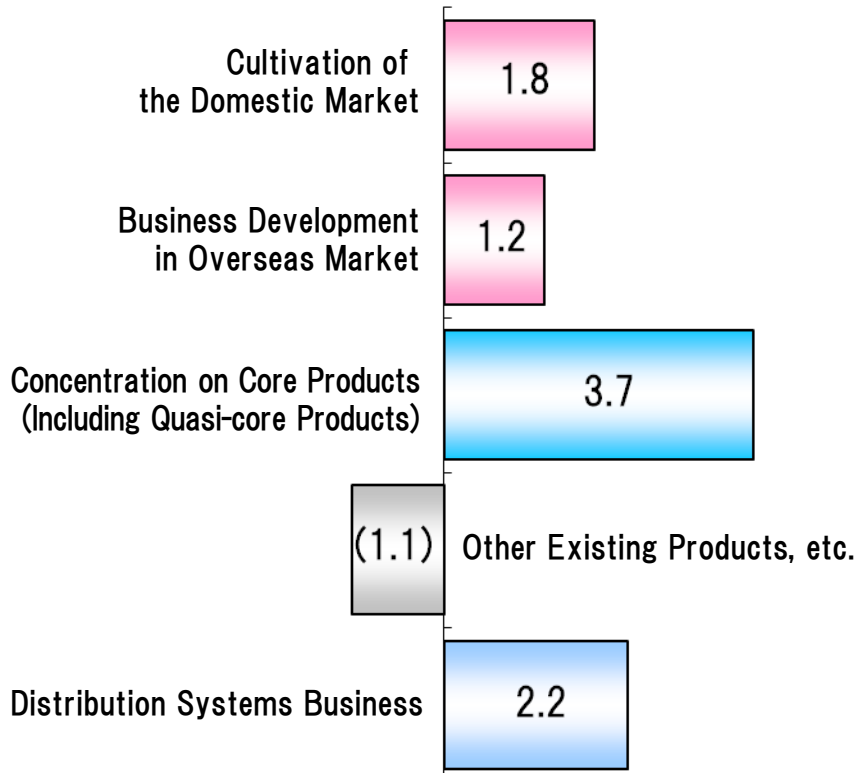 Cultivation of
the Domestic Market
1.8
Business Development
in Overseas Market
1.2
Concentration on Core Products
(Including Quasi-core Products)
3.7
(1.1)
Other Existing Products, etc.
Distribution Systems Business
2.2